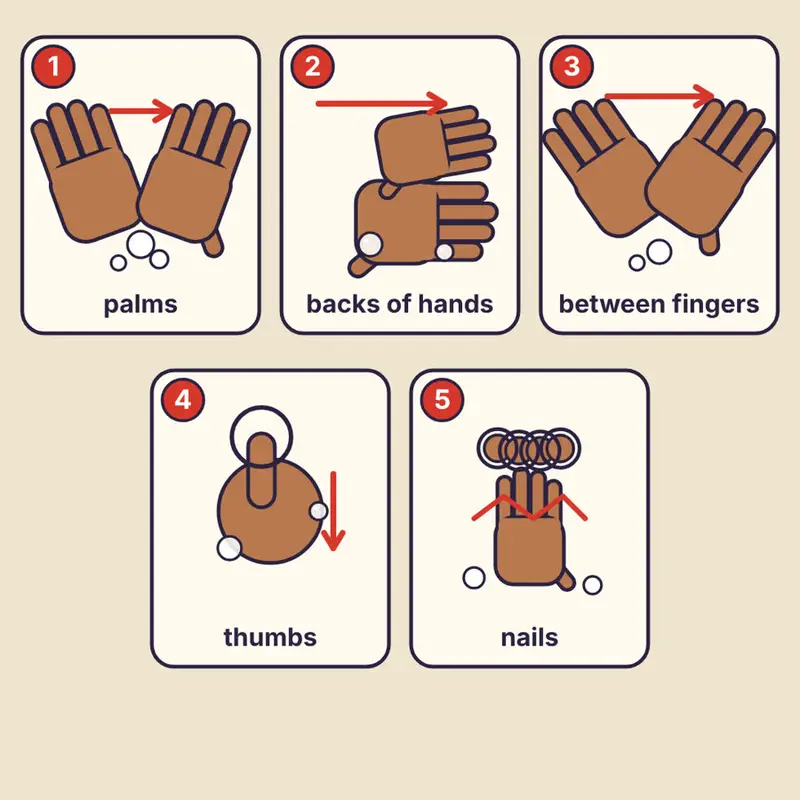 1
palms
2
backs of hands
3
between fingers
4
thumbs
5
nails